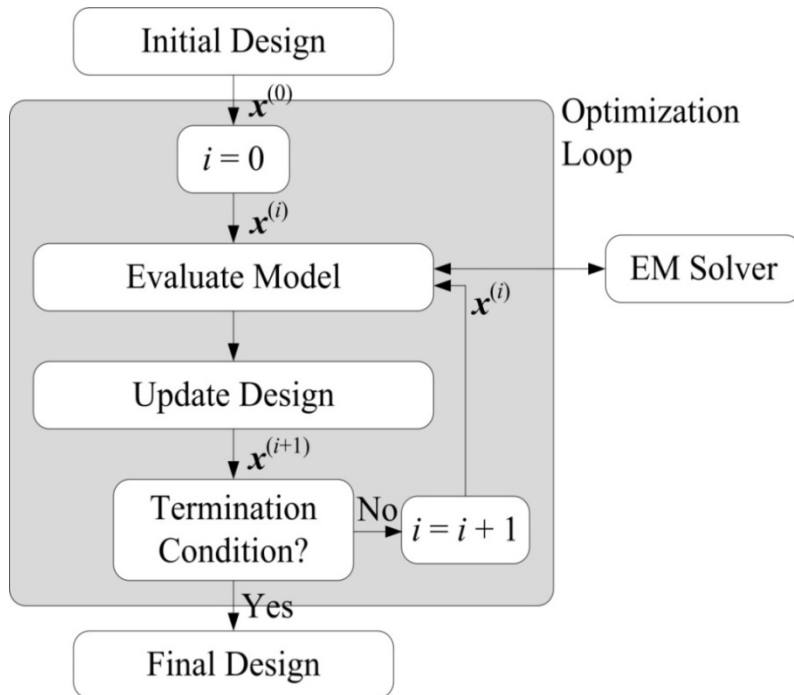 Initial Design
x^(0)
Optimization
Loop
i = 0
x^(i)
Evaluate Model
EM Solver
x^(i)
Update Design
x^(i+1)
Termination
Condition?
No
i = i + 1
Yes
Final Design